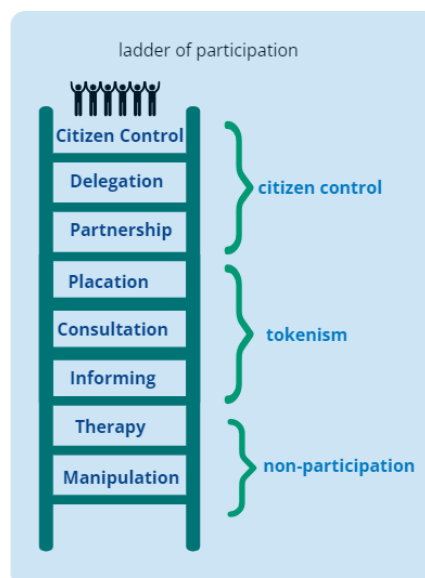 ladder of participation
Citizen Control
Delegation
citizen control
Partnership
Placation
Consultation
tokenism
Informing
Therapy
non-participation
Manipulation